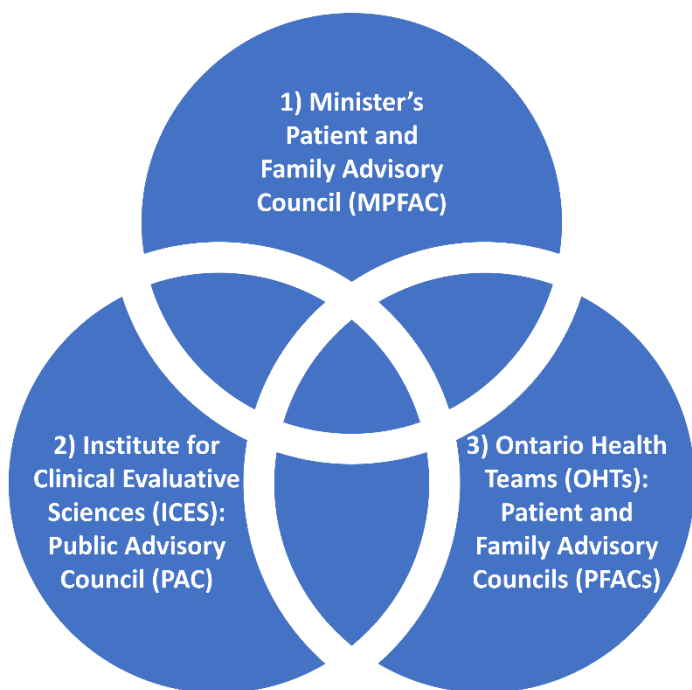 1) Minister’s
Patient and
Family Advisory
Council (MPFAC)
2) Institute for
Clinical Evaluative
Sciences (ICES):
Public Advisory
Council (PAC)
3) Ontario Health
Teams (OHTs):
Patient and
Family Advisory
Councils (PFACs)